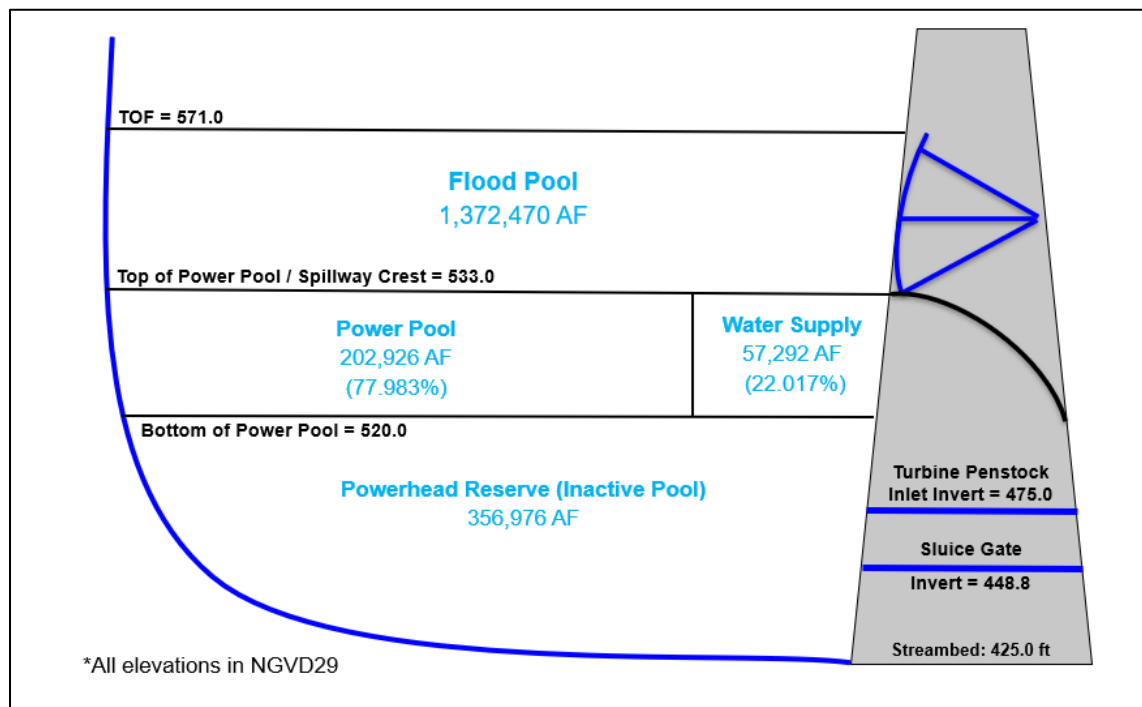 TOF = 571.0
Flood Pool
1,372,470 AF
Top of Power Pool / Spillway Crest = 533.0
Power Pool
202,926 AF
(77.983%)
Water Supply
57,292 AF
(22.017%)
Bottom of Power Pool = 520.0
Powerhead Reserve (Inactive Pool)
356,976 AF
Turbine Penstock
Inlet Invert = 475.0
Sluice Gate
Invert = 448.8
Streambed: 425.0 ft
*All elevations in NGVD29